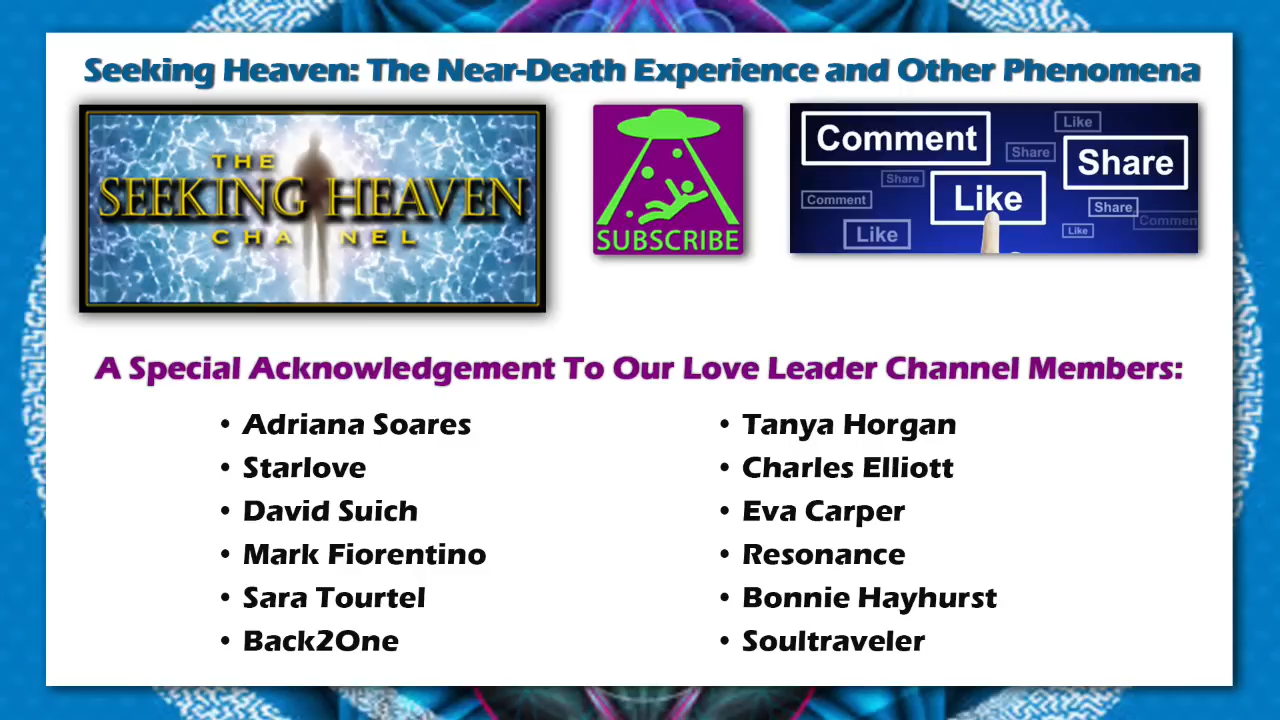 Seeking Heaven: The Near-Death Experience and Other Phenomena
THE
SEEKING HEAVEN
CHANNEL
SUBSCRIBE
Comment
Like
Share
Share
Share
Comment
Like
Share
Comment
Like
Like
A Special Acknowledgement To Our Love Leader Channel Members:
• Adriana Soares
• Starlove
• David Suich
• Mark Fiorentino
• Sara Tourtel
• Back2One
• Tanya Horgan
• Charles Elliott
• Eva Carper
• Resonance
• Bonnie Hayhurst
• Soultraveler